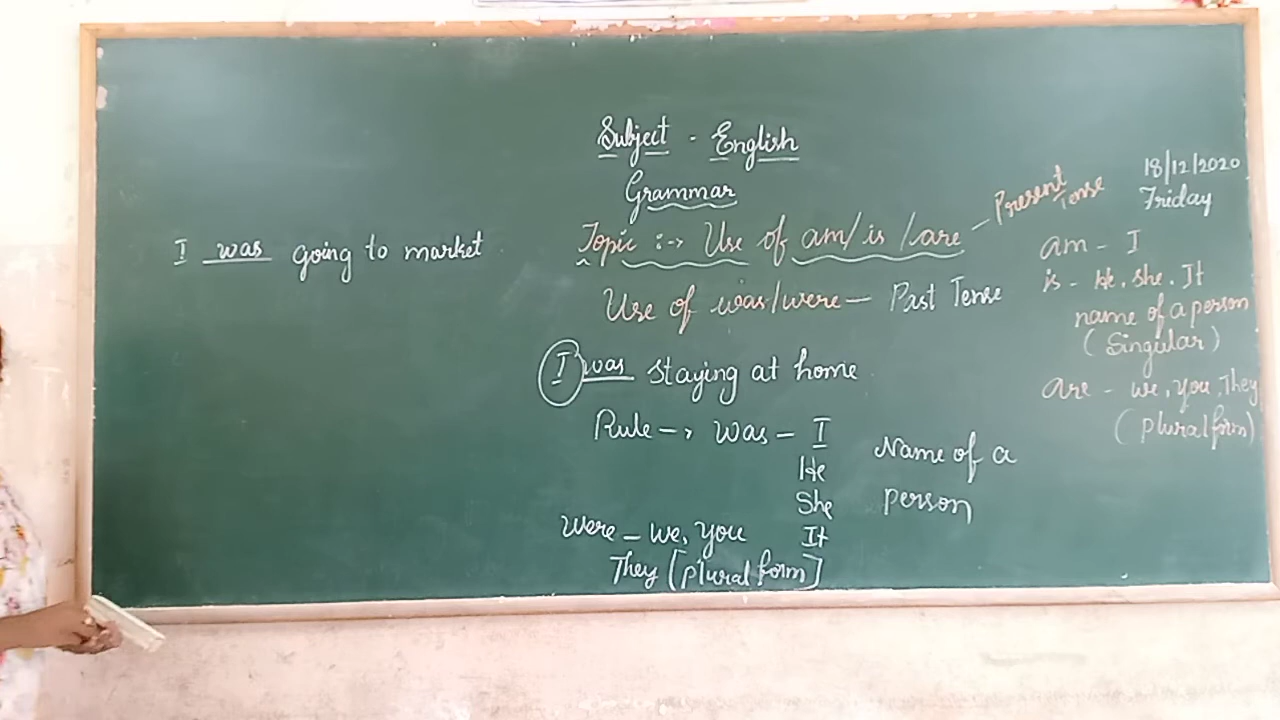 Subject - English
Grammar
Topic :-> Use of am/is/are - Present Tense
Use of was/were - Past Tense
I was staying at home
Rule -> was - I
He
She
It
Name of a
person
Were - we, you
They [plural form]
I was going to market
18/12/2020
Friday
am - I
is - He, She, It
name of a person
(Singular)
are - we, you, They
(plural form)